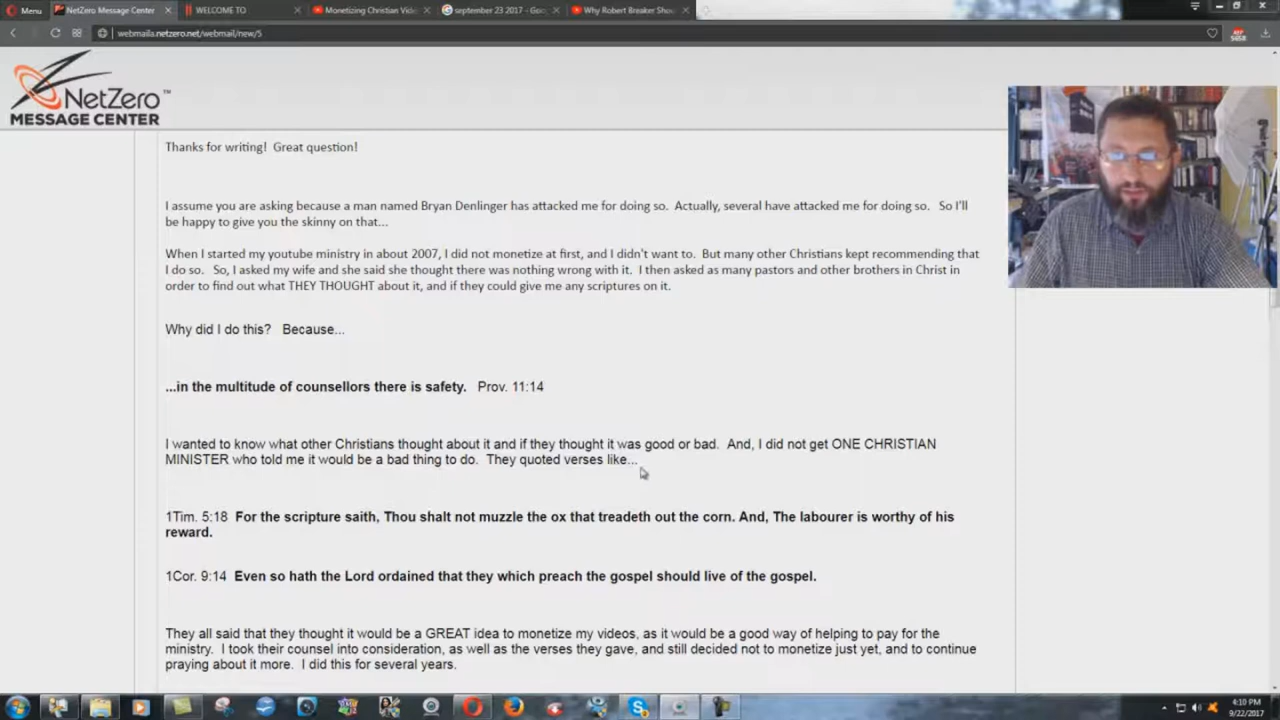 Menu
NetZero Message Center
WELCOME TO
Monetizing Christian Vide
september 23 2017 - Goo
Why Robert Breaker Shou
webmaila.netzero.net/webmail/new/5
NetZero™
MESSAGE CENTER
Thanks for writing!  Great question!
I assume you are asking because a man named Bryan Denlinger has attacked me for doing so.  Actually, several have attacked me for doing so.   So I'll
be happy to give you the skinny on that...
When I started my youtube ministry in about 2007, I did not monetize at first, and I didn't want to.   But many other Christians kept recommending that
I do so.   So, I asked my wife and she said she thought there was nothing wrong with it.  I then asked as many pastors and other brothers in Christ in
order to find out what THEY THOUGHT about it, and if they could give me any scriptures on it.
Why did I do this?   Because...
...in the multitude of counsellors there is safety.   Prov. 11:14
I wanted to know what other Christians thought about it and if they thought it was good or bad.  And, I did not get ONE CHRISTIAN
MINISTER who told me it would be a bad thing to do.  They quoted verses like...
1Tim. 5:18  For the scripture saith, Thou shalt not muzzle the ox that treadeth out the corn. And, The labourer is worthy of his
reward.
1Cor. 9:14  Even so hath the Lord ordained that they which preach the gospel should live of the gospel.
They all said that they thought it would be a GREAT idea to monetize my videos, as it would be a good way of helping to pay for the
ministry.  I took their counsel into consideration, as well as the verses they gave, and still decided not to monetize just yet, and to continue
praying about it more.  I did this for several years.
4:10 PM
9/22/2017